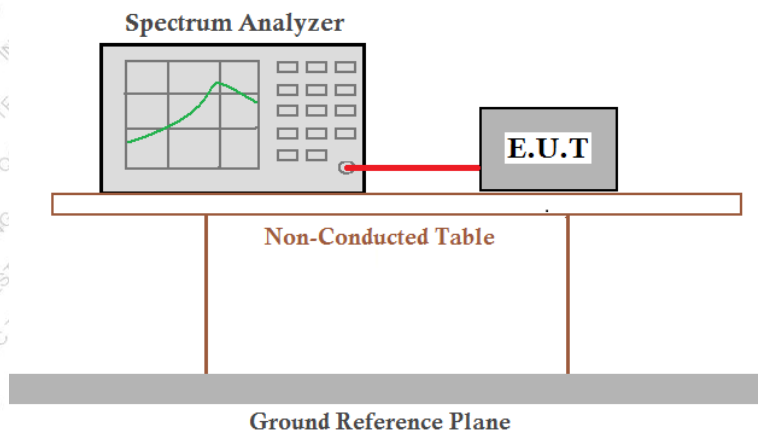 Spectrum Analyzer
E.U.T
Non-Conducted Table
Ground Reference Plane